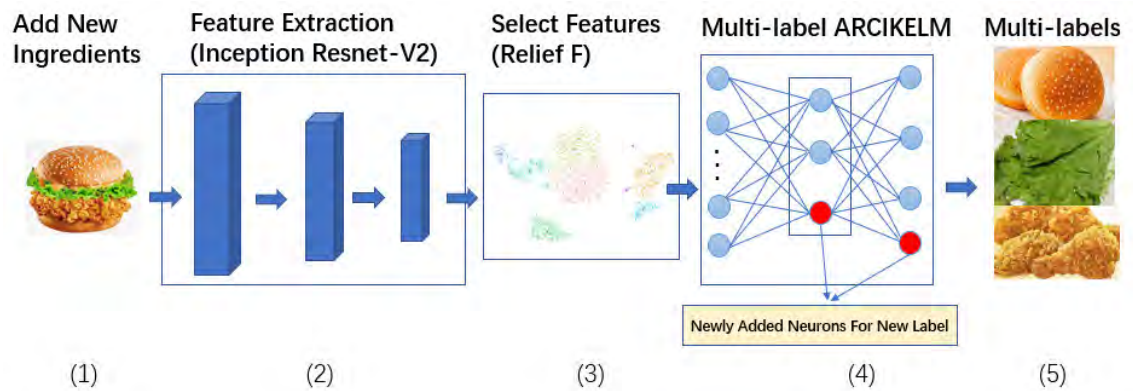 Add New
Ingredients
Feature Extraction
(Inception Resnet-V2)
Select Features
(Relief F)
Multi-label ARCIKELM
Multi-labels
Newly Added Neurons For New Label
(1)
(2)
(3)
(4)
(5)